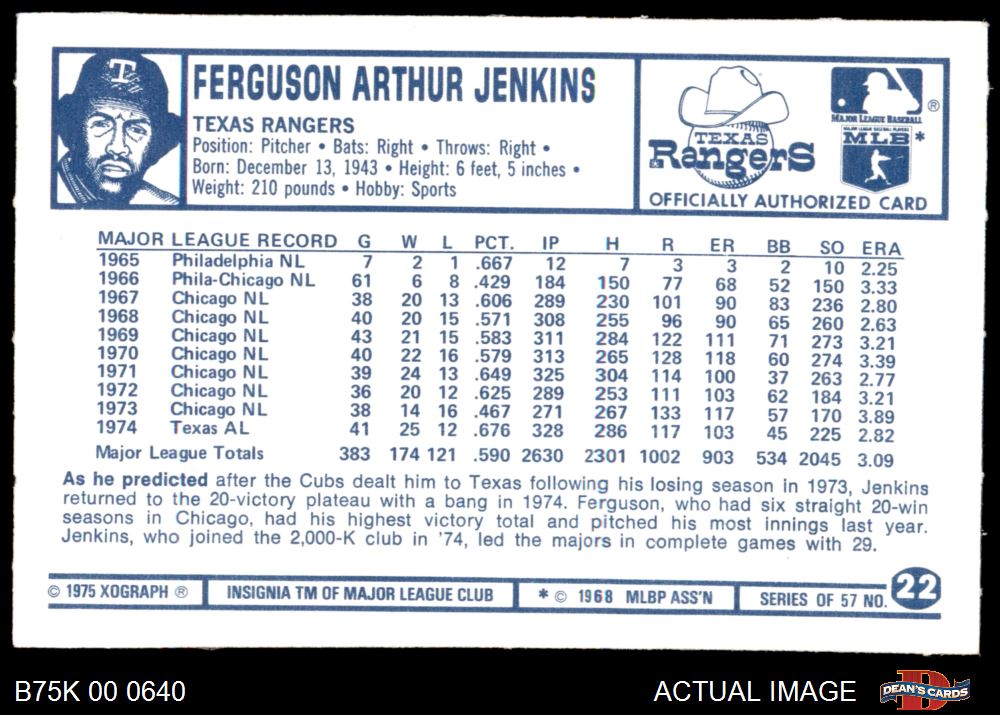 T
FERGUSON ARTHUR JENKINS
TEXAS RANGERS
Position: Pitcher • Bats: Right • Throws: Right •
Born: December 13, 1943 • Height: 6 feet, 5 inches •
Weight: 210 pounds • Hobby: Sports
TEXAS
Rangers
®
MAJOR LEAGUE BASEBALL
MAJOR LEAGUE BASEBALL PLAYERS
MLB *
OFFICIALLY AUTHORIZED CARD
MAJOR LEAGUE RECORD G W L PCT. IP H R ER BB SO ERA
1965 Philadelphia NL 7 2 1 .667 12 7 3 3 2 10 2.25
1966 Phila-Chicago NL 61 6 8 .429 184 150 77 68 52 150 3.33
1967 Chicago NL 38 20 13 .606 289 230 101 90 83 236 2.80
1968 Chicago NL 40 20 15 .571 308 255 96 90 65 260 2.63
1969 Chicago NL 43 21 15 .583 311 284 122 111 71 273 3.21
1970 Chicago NL 40 22 16 .579 313 265 128 118 60 274 3.39
1971 Chicago NL 39 24 13 .649 325 304 114 100 37 263 2.77
1972 Chicago NL 36 20 12 .625 289 253 111 103 62 184 3.21
1973 Chicago NL 38 14 16 .467 271 267 133 117 57 170 3.89
1974 Texas AL 41 25 12 .676 328 286 117 103 45 225 2.82
Major League Totals 383 174 121 .590 2630 2301 1002 903 534 2045 3.09
As he predicted after the Cubs dealt him to Texas following his losing season in 1973, Jenkins
returned to the 20-victory plateau with a bang in 1974. Ferguson, who had six straight 20-win
seasons in Chicago, had his highest victory total and pitched his most innings last year.
Jenkins, who joined the 2,000-K club in '74, led the majors in complete games with 29.
© 1975 XOGRAPH ® INSIGNIA TM OF MAJOR LEAGUE CLUB * © 1968 MLBP ASS'N SERIES OF 57 NO. 22
B75K 00 0640 ACTUAL IMAGE DEAN'S CARDS